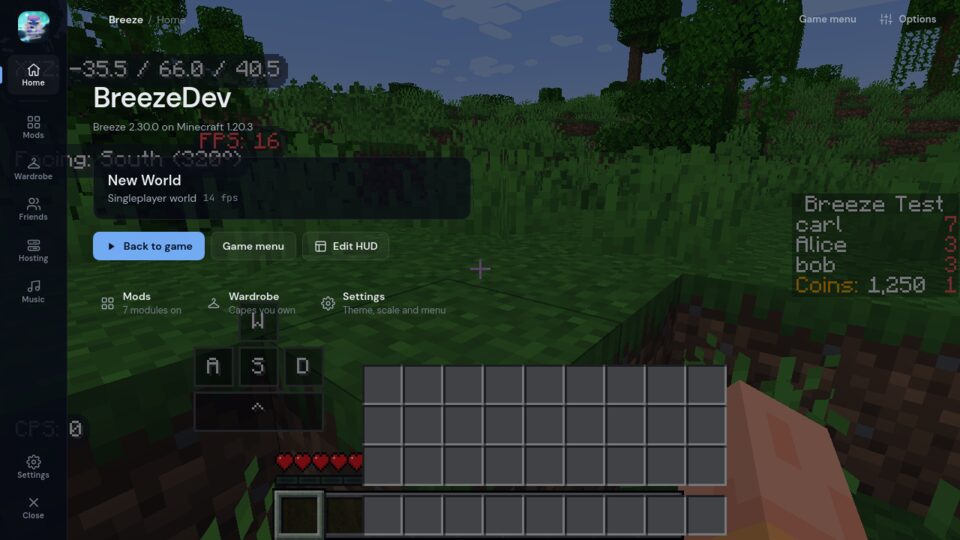 Breeze / Home
Game menu
Options
XYZ: -35.5 / 66.0 / 40.5
Home
BreezeDev
Breeze 2.30.0 on Minecraft 1.20.3
FPS: 16
Mods
Facing: South (320°)
Wardrobe
New World
Singleplayer world 14 fps
Friends
Hosting
Music
Back to game
Game menu
Edit HUD
Breeze Test
carl 7
Alice 3
bob 3
Coins: 1,250 1
Mods
7 modules on
Wardrobe
Capes you own
Settings
Theme, scale and menu
W
A S D
^
CPS: 0
Settings
Close